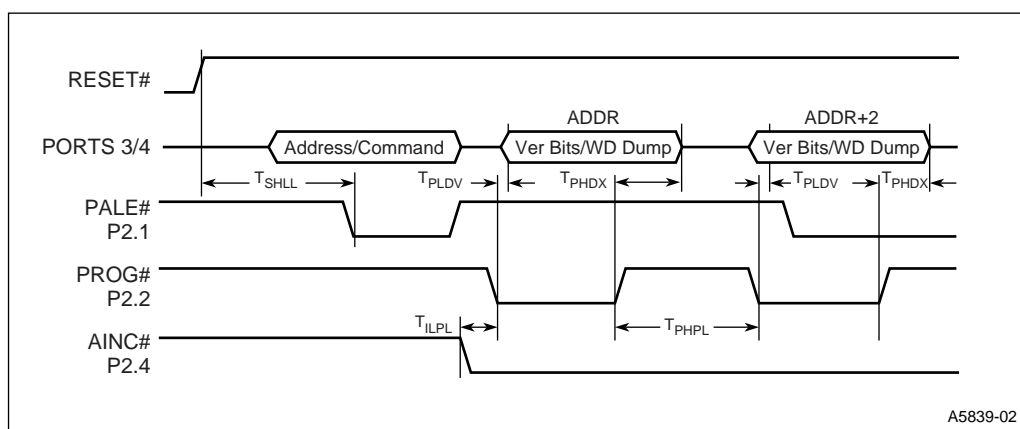 RESET#
ADDR
ADDR+2
PORTS 3/4
Address/Command
Ver Bits/WD Dump
Ver Bits/WD Dump
TSHLL
TPLDV
TPHDX
TPLDV
TPHDX
PALE#
P2.1
PROG#
P2.2
TILPL
TPHPL
AINC#
P2.4
A5839-02